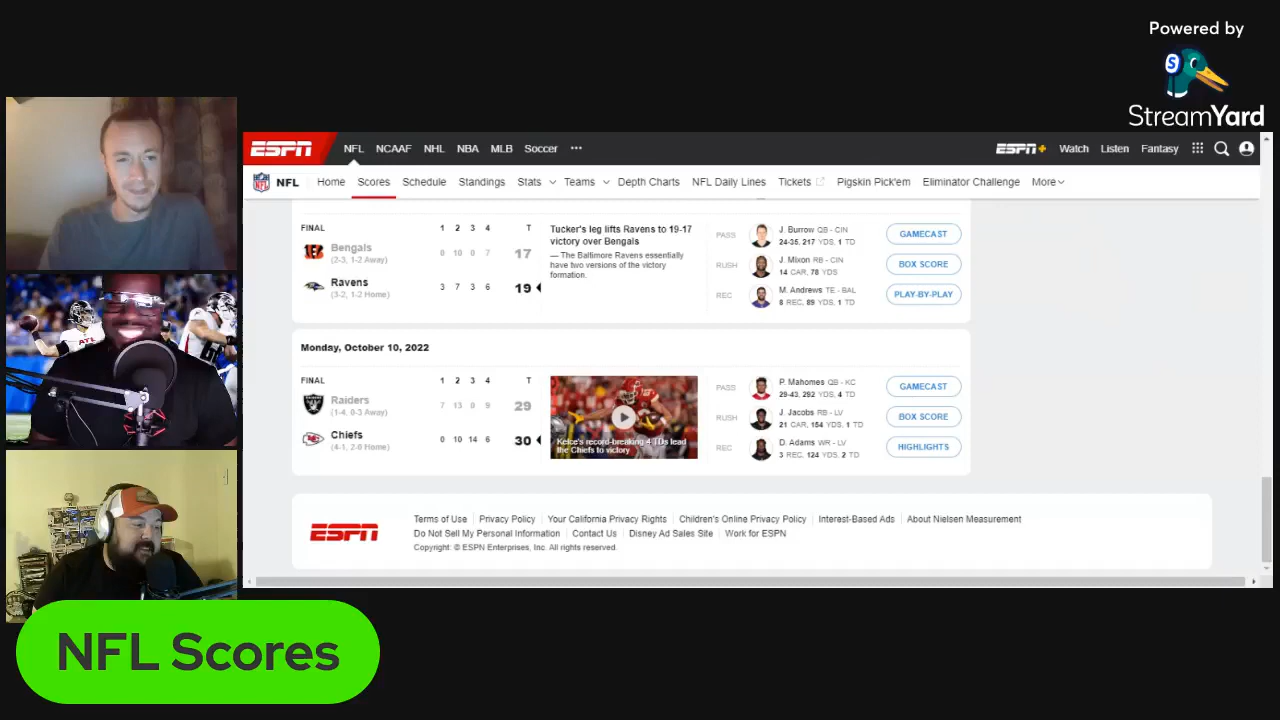 Powered by
StreamYard
ESPN NFL NCAAF NHL NBA MLB Soccer ••• ESPN+ Watch Listen Fantasy
NFL Home Scores Schedule Standings Stats Teams Depth Charts NFL Daily Lines Tickets Pigskin Pick'em Eliminator Challenge More
FINAL 1 2 3 4 T
Bengals 0 10 0 7 17
(2-3, 1-2 Away)
Ravens 3 7 3 6 19
(3-2, 1-2 Home)
Tucker's leg lifts Ravens to 19-17
victory over Bengals
— The Baltimore Ravens essentially
have two versions of the victory
formation.
PASS J. Burrow QB - CIN
24-35, 217 YDS, 1 TD
RUSH J. Mixon RB - CIN
14 CAR, 78 YDS
REC M. Andrews TE - BAL
8 REC, 89 YDS, 1 TD
GAMECAST
BOX SCORE
PLAY-BY-PLAY
Monday, October 10, 2022
FINAL 1 2 3 4 T
Raiders 7 13 0 9 29
(1-4, 0-3 Away)
Chiefs 0 10 14 6 30
(4-1, 2-0 Home)
Kelce's record-breaking 4 TDs lead
the Chiefs to victory
PASS P. Mahomes QB - KC
29-43, 292 YDS, 4 TD
RUSH J. Jacobs RB - LV
21 CAR, 154 YDS, 1 TD
REC D. Adams WR - LV
3 REC, 124 YDS, 2 TD
GAMECAST
BOX SCORE
HIGHLIGHTS
ESPN
Terms of Use Privacy Policy Your California Privacy Rights Children's Online Privacy Policy Interest-Based Ads About Nielsen Measurement
Do Not Sell My Personal Information Contact Us Disney Ad Sales Site Work for ESPN
Copyright: © ESPN Enterprises, Inc. All rights reserved.
ATL
NFL Scores